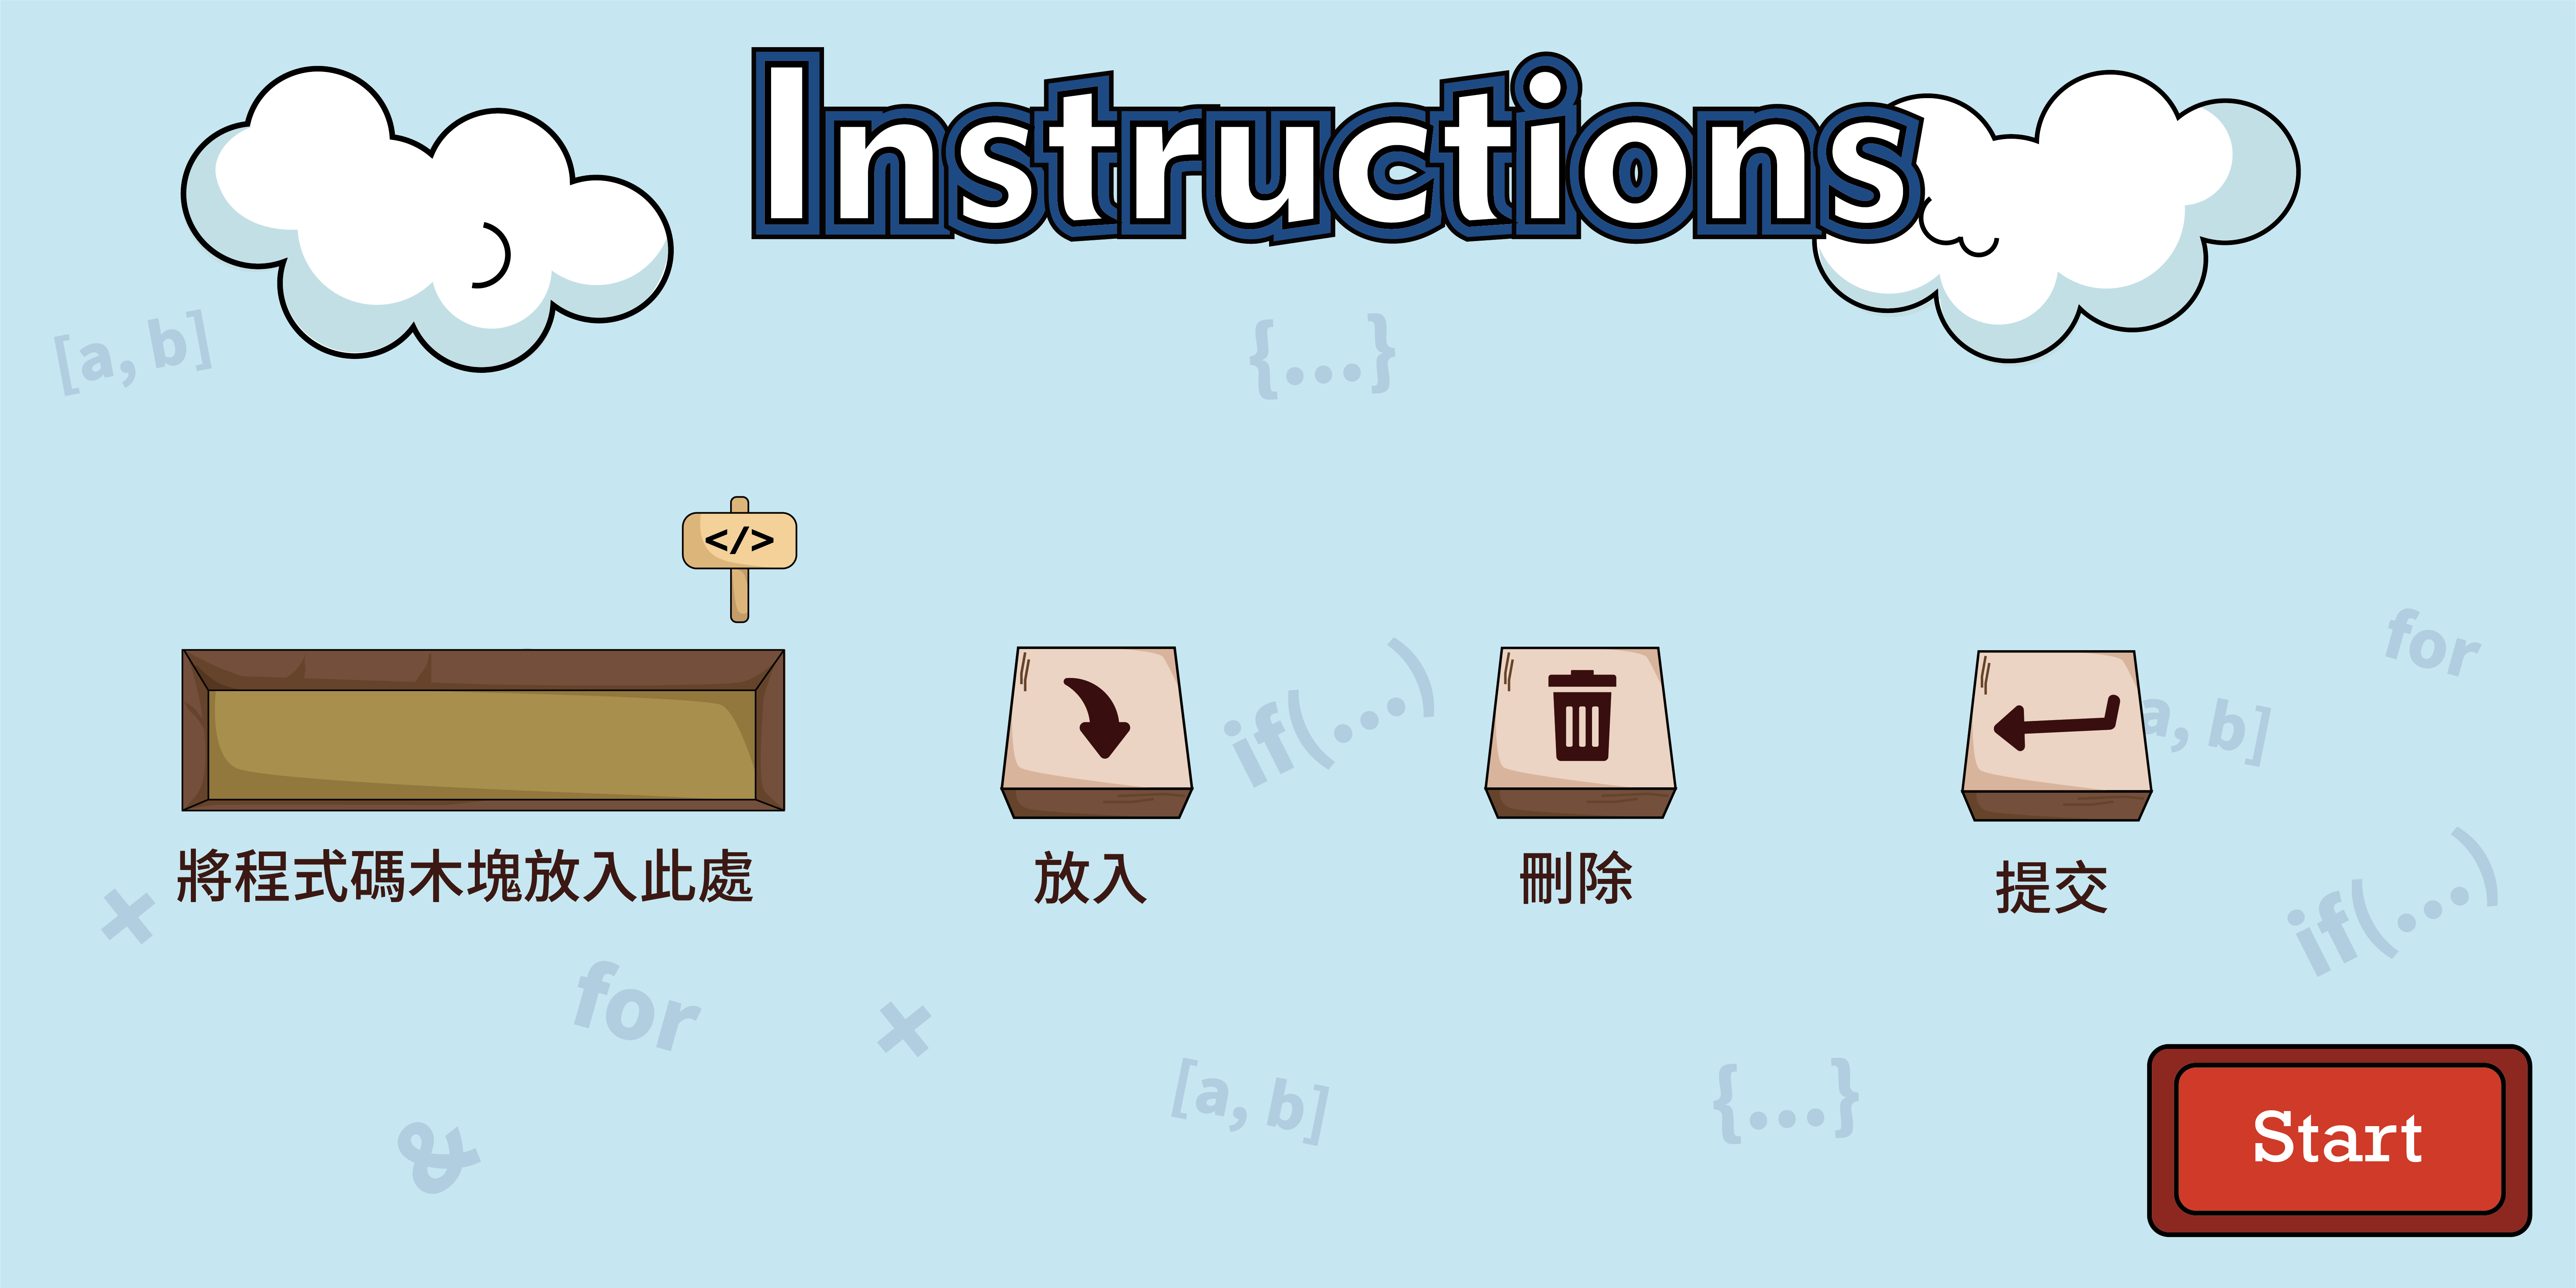 Instructions
[a, b]
{...}
</>
for
if(...)
a, b]
將程式碼木塊放入此處
放入
刪除
提交
×
if(...)
for
×
[a, b]
{...}
&
Start